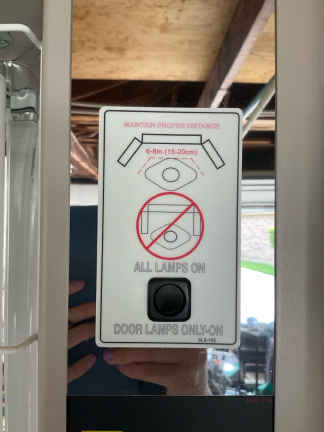 MAINTAIN PROPER DISTANCE
6-8in. (15-20cm)
ALL LAMPS ON
DOOR LAMPS ONLY-ON